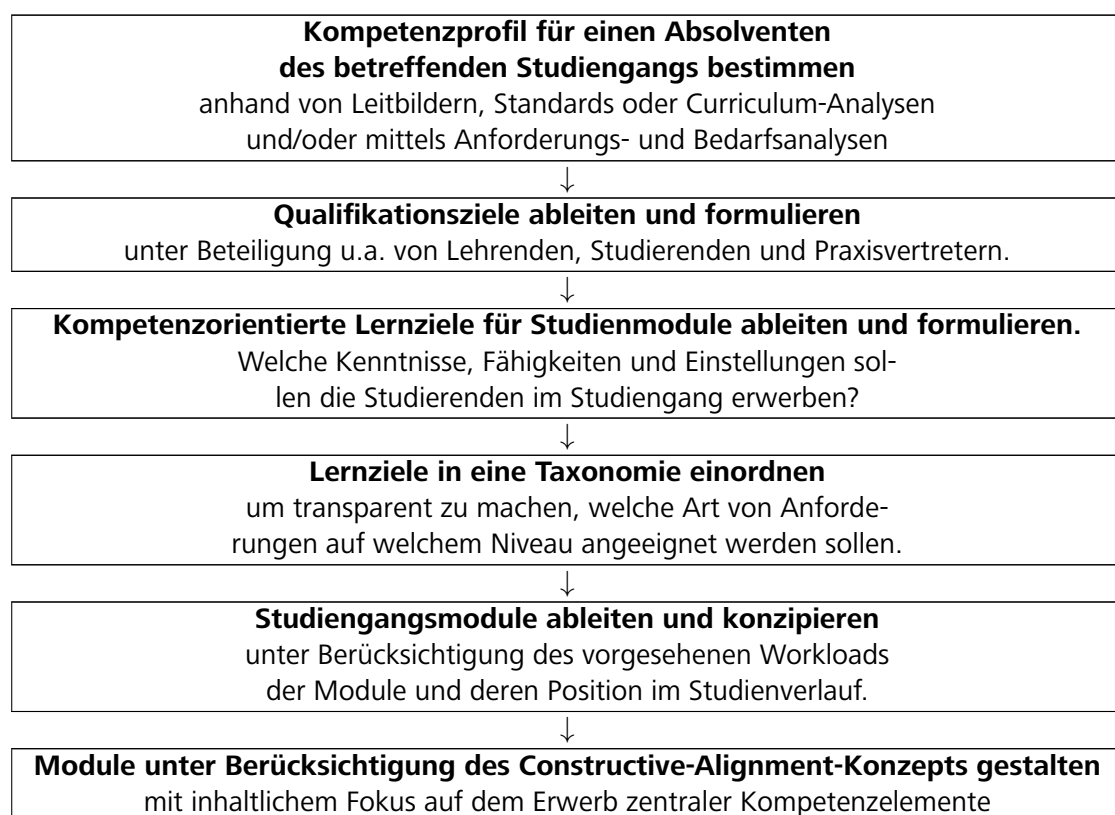 Kompetenzprofil für einen Absolventen
des betreffenden Studiengangs bestimmen
anhand von Leitbildern, Standards oder Curriculum-Analysen
und/oder mittels Anforderungs- und Bedarfsanalysen
↓
Qualifikationsziele ableiten und formulieren
unter Beteiligung u.a. von Lehrenden, Studierenden und Praxisvertretern.
↓
Kompetenzorientierte Lernziele für Studienmodule ableiten und formulieren.
Welche Kenntnisse, Fähigkeiten und Einstellungen sol-
len die Studierenden im Studiengang erwerben?
↓
Lernziele in eine Taxonomie einordnen
um transparent zu machen, welche Art von Anforde-
rungen auf welchem Niveau angeeignet werden sollen.
↓
Studiengangsmodule ableiten und konzipieren
unter Berücksichtigung des vorgesehenen Workloads
der Module und deren Position im Studienverlauf.
↓
Module unter Berücksichtigung des Constructive-Alignment-Konzepts gestalten
mit inhaltlichem Fokus auf dem Erwerb zentraler Kompetenzelemente